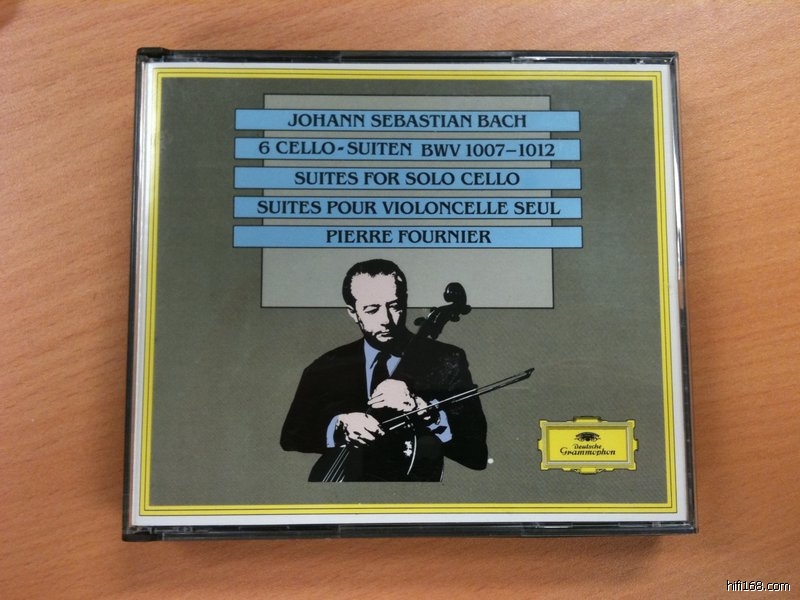 JOHANN SEBASTIAN BACH
6 CELLO-SUITEN BWV 1007–1012
SUITES FOR SOLO CELLO
SUITES POUR VIOLONCELLE SEUL
PIERRE FOURNIER
Deutsche
Grammophon
hifi168.com